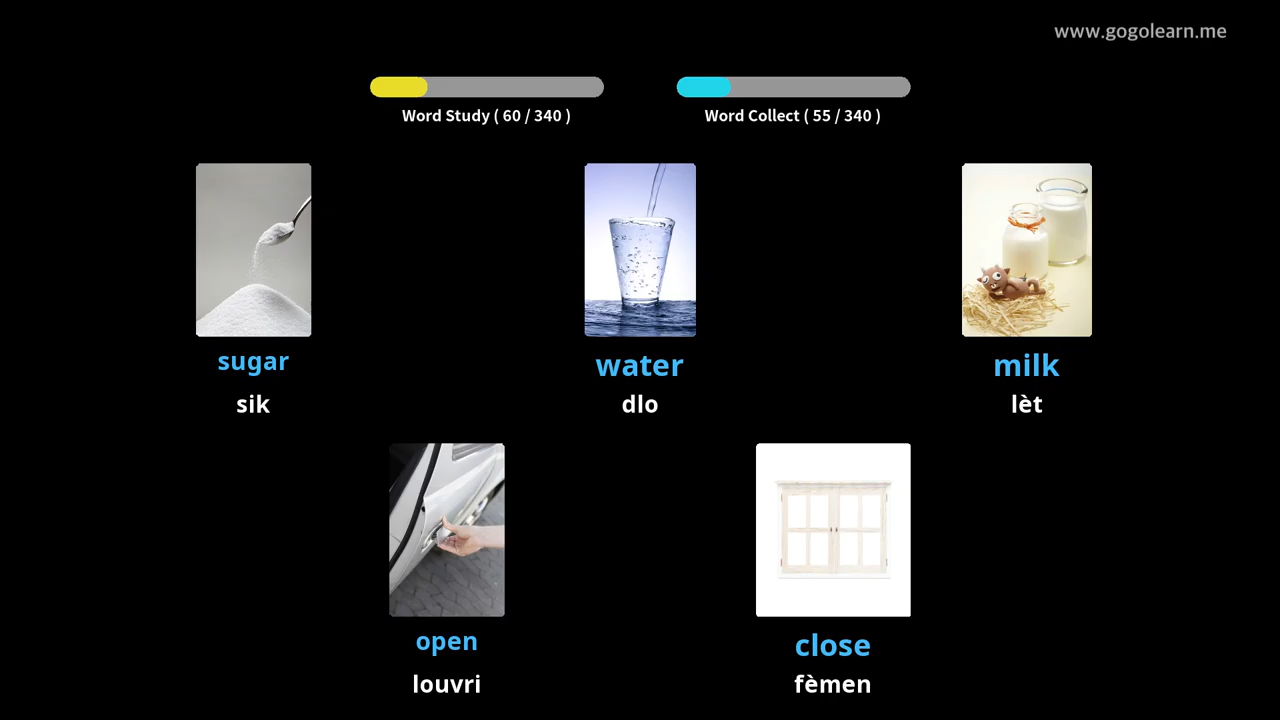 www.gogolearn.me
Word Study ( 60 / 340 )
Word Collect ( 55 / 340 )
sugar
sik
water
dlo
milk
lèt
open
louvri
close
fèmen